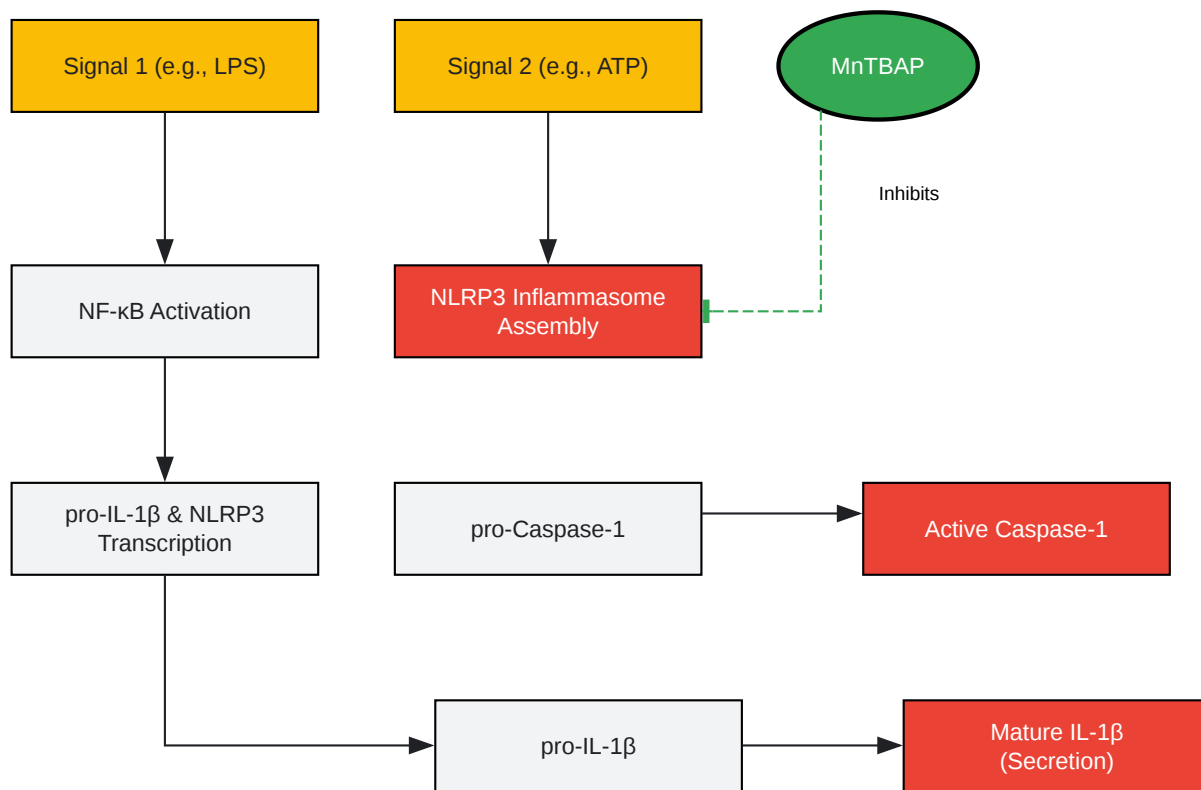 Signal 1 (e.g., LPS)
Signal 2 (e.g., ATP)
MnTBAP
Inhibits
NF-κB Activation
NLRP3 Inflammasome
Assembly
pro-IL-1β & NLRP3
Transcription
pro-Caspase-1
Active Caspase-1
pro-IL-1β
Mature IL-1β
(Secretion)